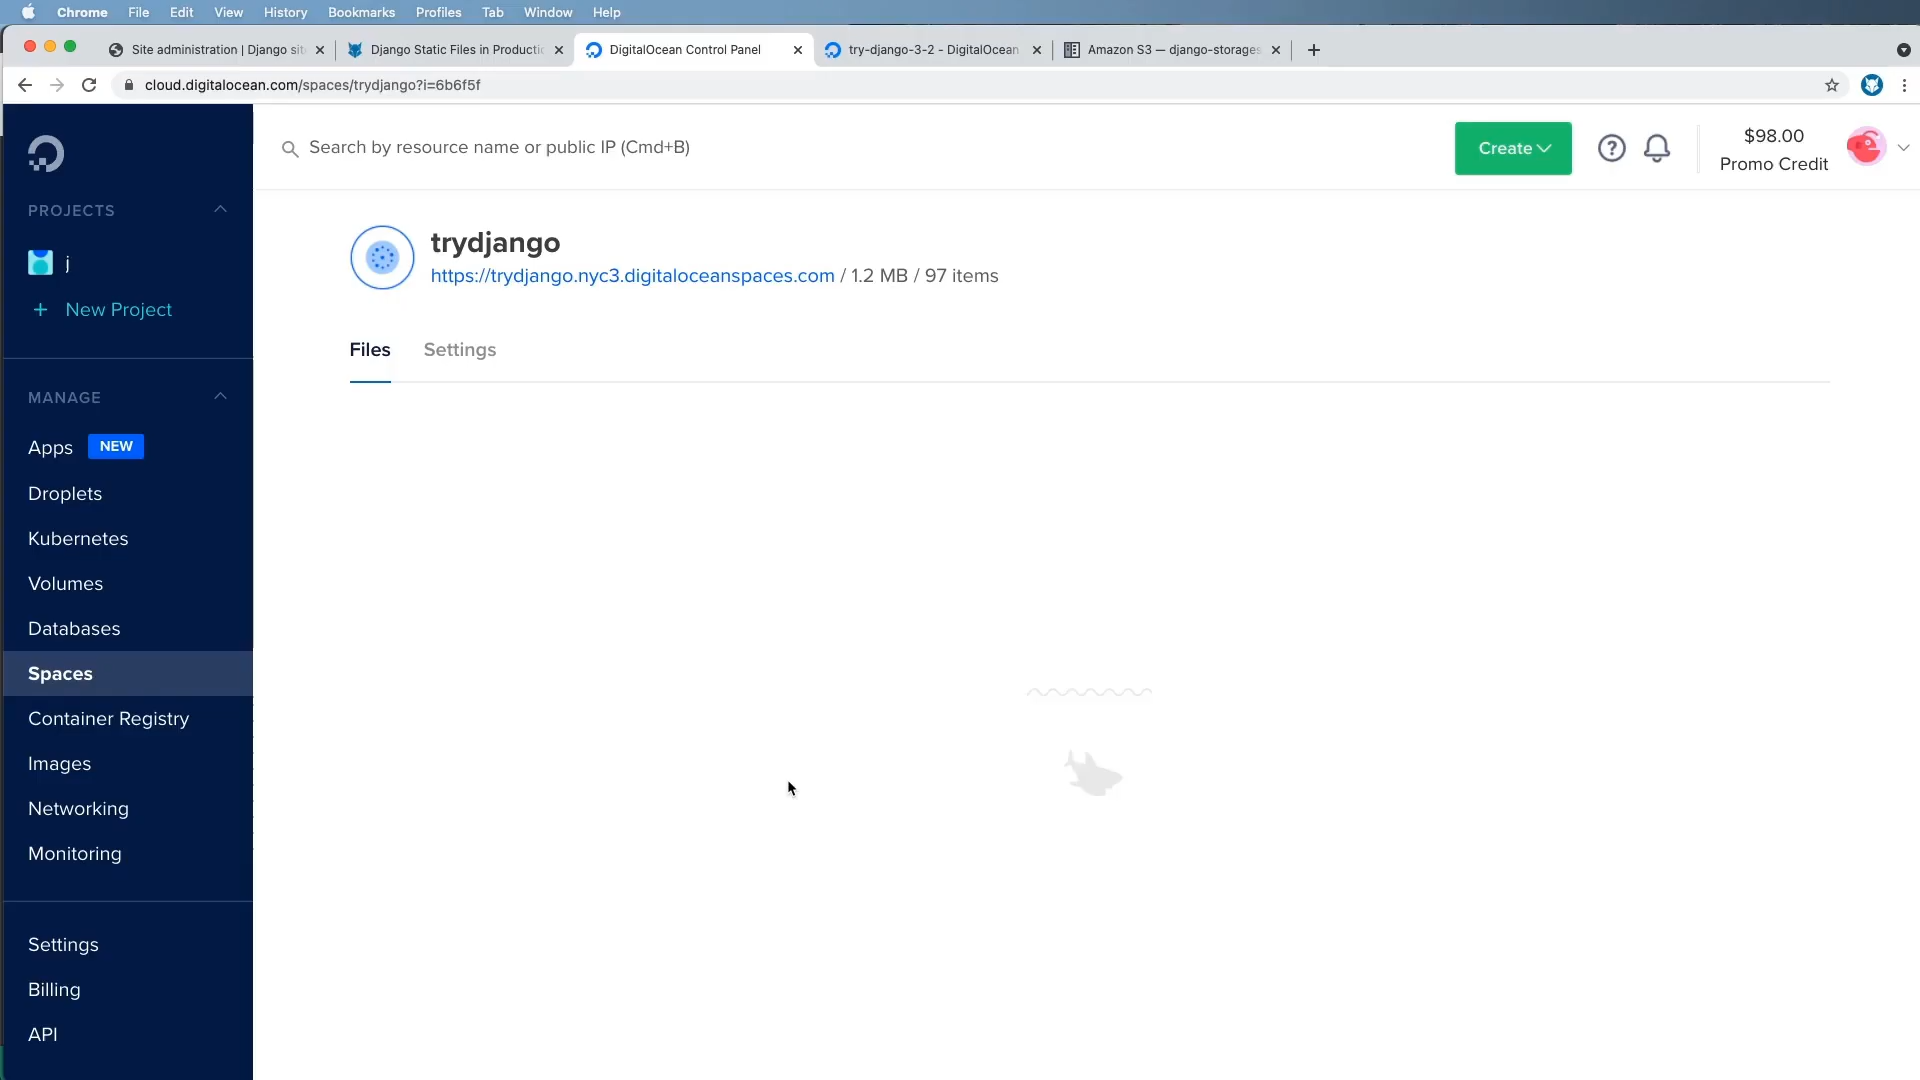 Chrome File Edit View History Bookmarks Profiles Tab Window Help
Site administration | Django sit
Django Static Files in Productio
DigitalOcean Control Panel
try-django-3-2 - DigitalOcean
Amazon S3 — django-storages
cloud.digitalocean.com/spaces/trydjango?i=6b6f5f
Search by resource name or public IP (Cmd+B)
Create
$98.00
Promo Credit
PROJECTS
j
+ New Project
MANAGE
Apps NEW
Droplets
Kubernetes
Volumes
Databases
Spaces
Container Registry
Images
Networking
Monitoring
Settings
Billing
API
trydjango
https://trydjango.nyc3.digitaloceanspaces.com / 1.2 MB / 97 items
Files Settings